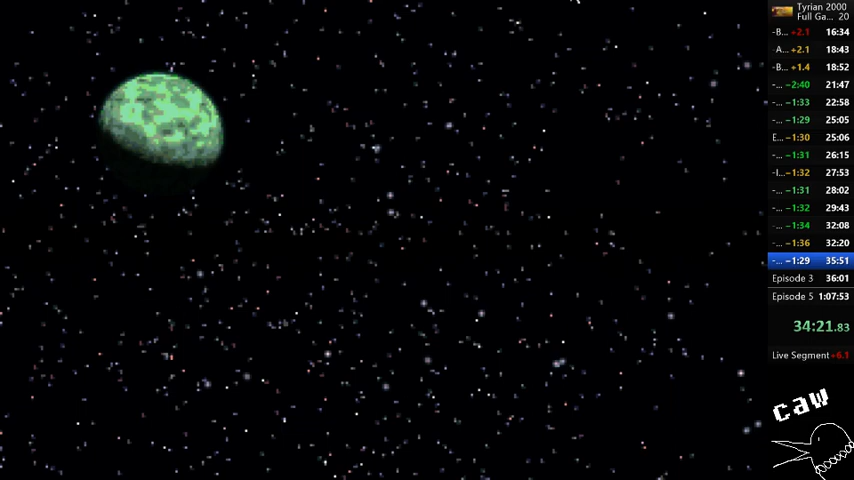 Tyrian 2000
Full Ga... 20
-B... +2.1 16:34
-A... +2.1 18:43
-B... +1.4 18:52
-... −2:40 21:47
-... −1:33 22:58
-... −1:29 25:05
E... −1:30 25:06
-... −1:31 26:15
-I... −1:32 27:53
-... −1:31 28:02
-... −1:32 29:43
-... −1:34 32:08
-... −1:36 32:20
-... −1:29 35:51
Episode 3 36:01
Episode 5 1:07:53
34:21.83
Live Segment +6.1
caw